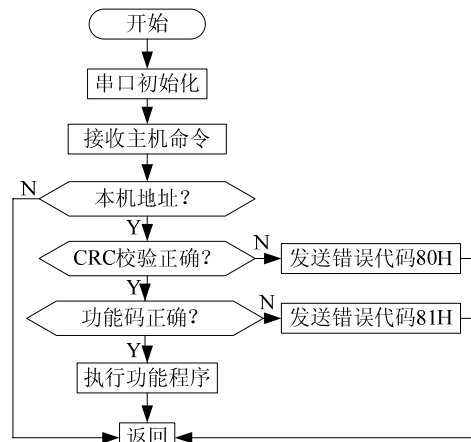 开始
串口初始化
接收主机命令
N
本机地址？
Y
CRC校验正确？
N
发送错误代码80H
Y
功能码正确？
N
发送错误代码81H
Y
执行功能程序
返回